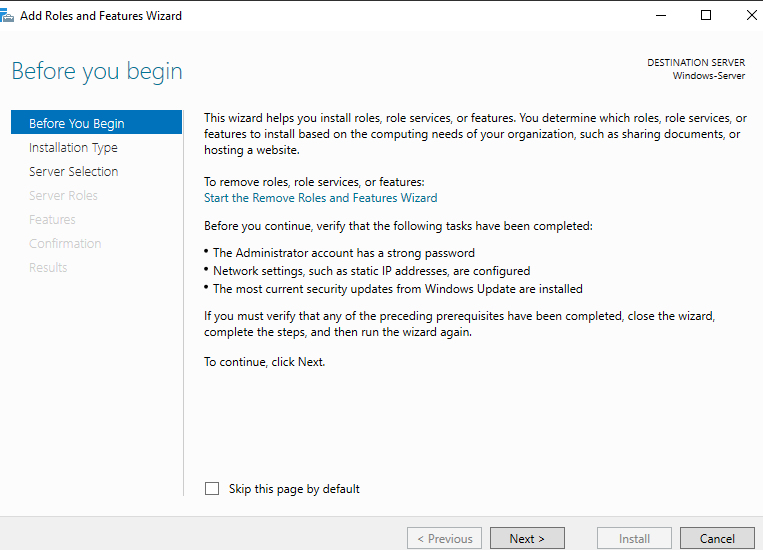 Add Roles and Features Wizard
Before you begin
DESTINATION SERVER
Windows-Server
Before You Begin
Installation Type
Server Selection
Server Roles
Features
Confirmation
Results
This wizard helps you install roles, role services, or features. You determine which roles, role services, or
features to install based on the computing needs of your organization, such as sharing documents, or
hosting a website.
To remove roles, role services, or features:
Start the Remove Roles and Features Wizard
Before you continue, verify that the following tasks have been completed:
• The Administrator account has a strong password
• Network settings, such as static IP addresses, are configured
• The most current security updates from Windows Update are installed
If you must verify that any of the preceding prerequisites have been completed, close the wizard,
complete the steps, and then run the wizard again.
To continue, click Next.
Skip this page by default
< Previous
Next >
Install
Cancel